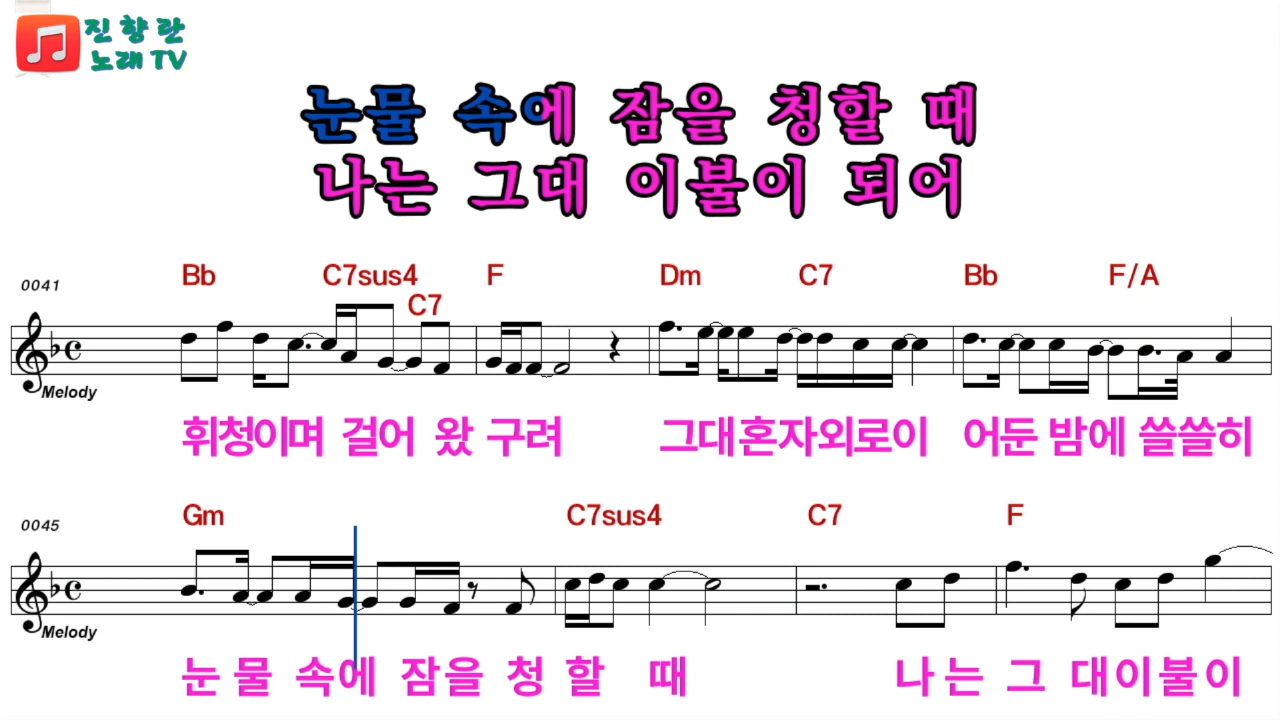 진향란
노래 TV
눈물 속에 잠을 청할 때
나는 그대 이불이 되어
0041 Bb C7sus4 C7 F Dm C7 Bb F/A
Melody
휘청이며 걸어 왔 구려 그대혼자외로이 어둔 밤에 쓸쓸히
0045 Gm C7sus4 C7 F
Melody
눈 물 속에 잠을 청 할 때 나 는 그 대이불이